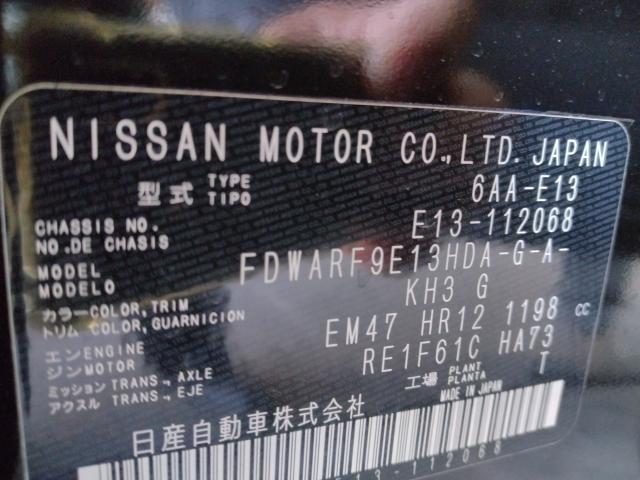 NISSAN MOTOR CO.,LTD. JAPAN
型式 TYPE TIPO 6AA-E13
CHASSIS NO. NO.DE CHASIS E13-112068
MODEL MODELO FDWARF9E13HDA-G-A-
カラー COLOR, TRIM トリム COLOR, GUARNICION KH3 G
エンジン ENGINE MOTOR EM47 HR12 1198 cc
ミッション TRANS., AXLE アクスル TRANS., EJE RE1F61C HA73
工場 PLANT PLANTA T
MADE IN JAPAN
日産自動車株式会社
E13-112068